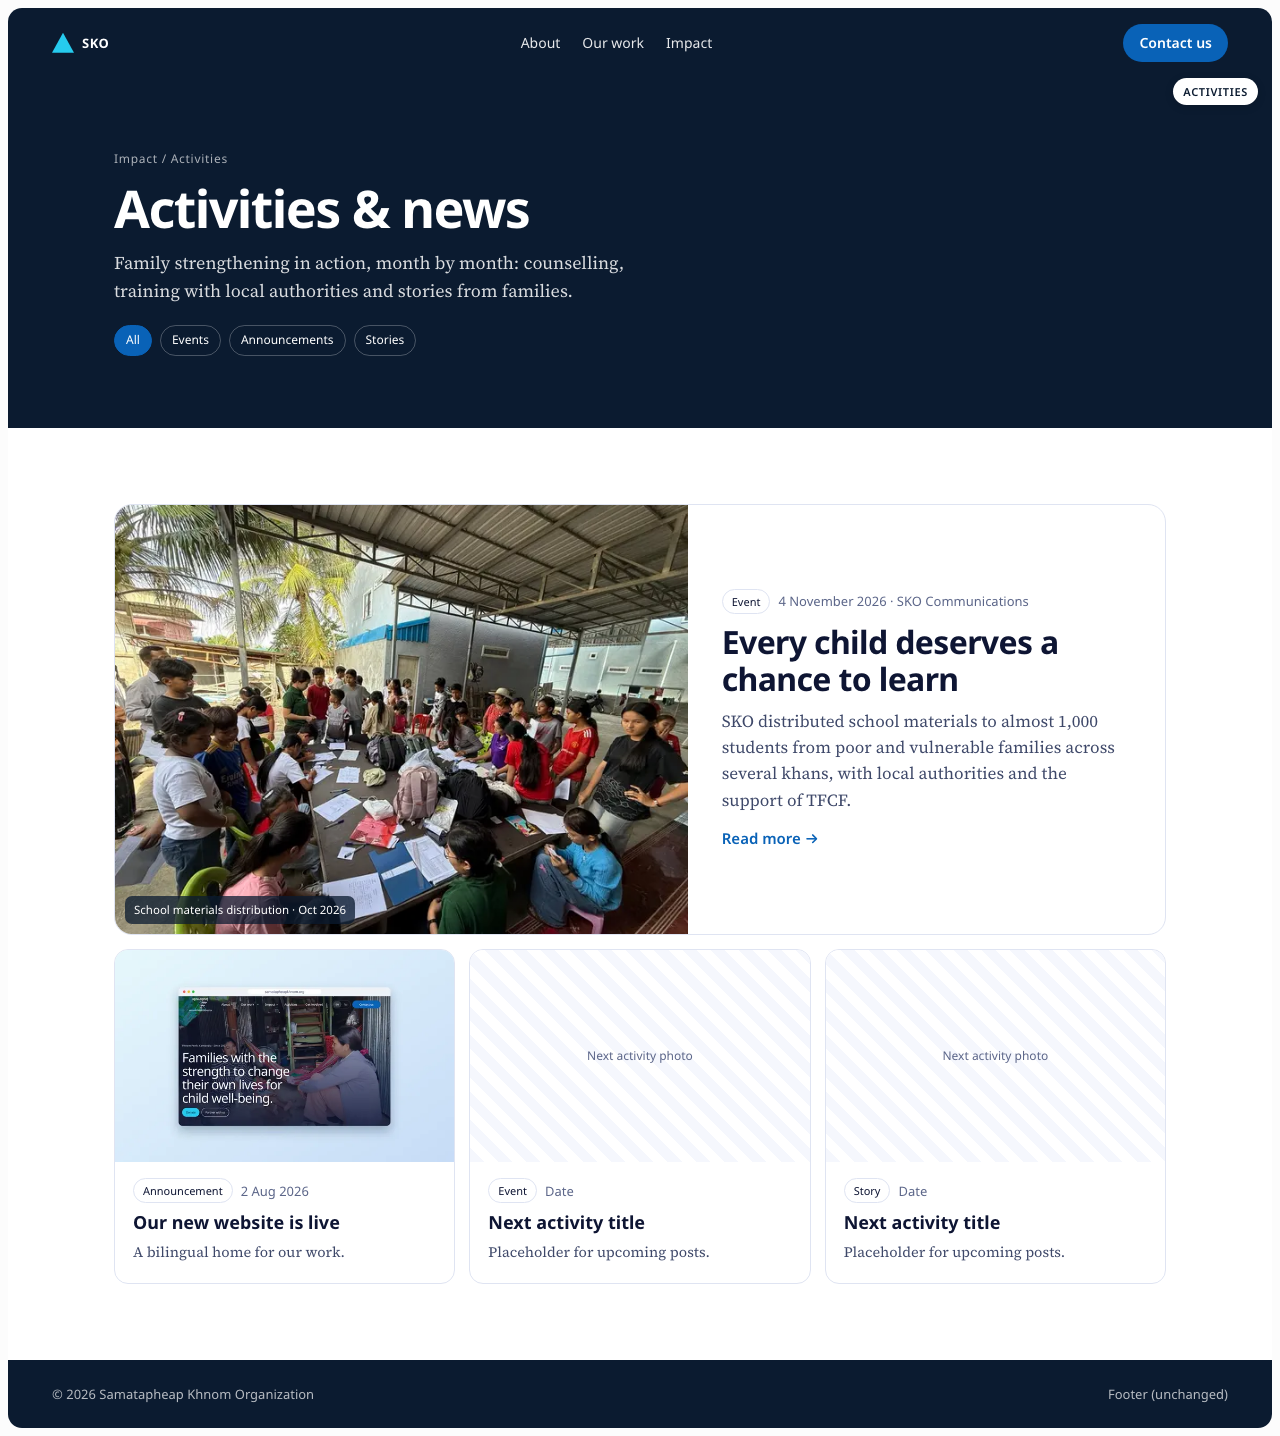 SKO
About
Our work
Impact
Contact us
ACTIVITIES
Impact / Activities
Activities & news
Family strengthening in action, month by month: counselling,
training with local authorities and stories from families.
All
Events
Announcements
Stories
Event
4 November 2026 · SKO Communications
Every child deserves a
chance to learn
SKO distributed school materials to almost 1,000
students from poor and vulnerable families across
several khans, with local authorities and the
support of TFCF.
Read more →
School materials distribution · Oct 2026
Families with the
strength to change
their own lives for
child well-being.
Next activity photo
Next activity photo
Announcement
2 Aug 2026
Our new website is live
A bilingual home for our work.
Event
Date
Next activity title
Placeholder for upcoming posts.
Story
Date
Next activity title
Placeholder for upcoming posts.
© 2026 Samatapheap Khnom Organization
Footer (unchanged)